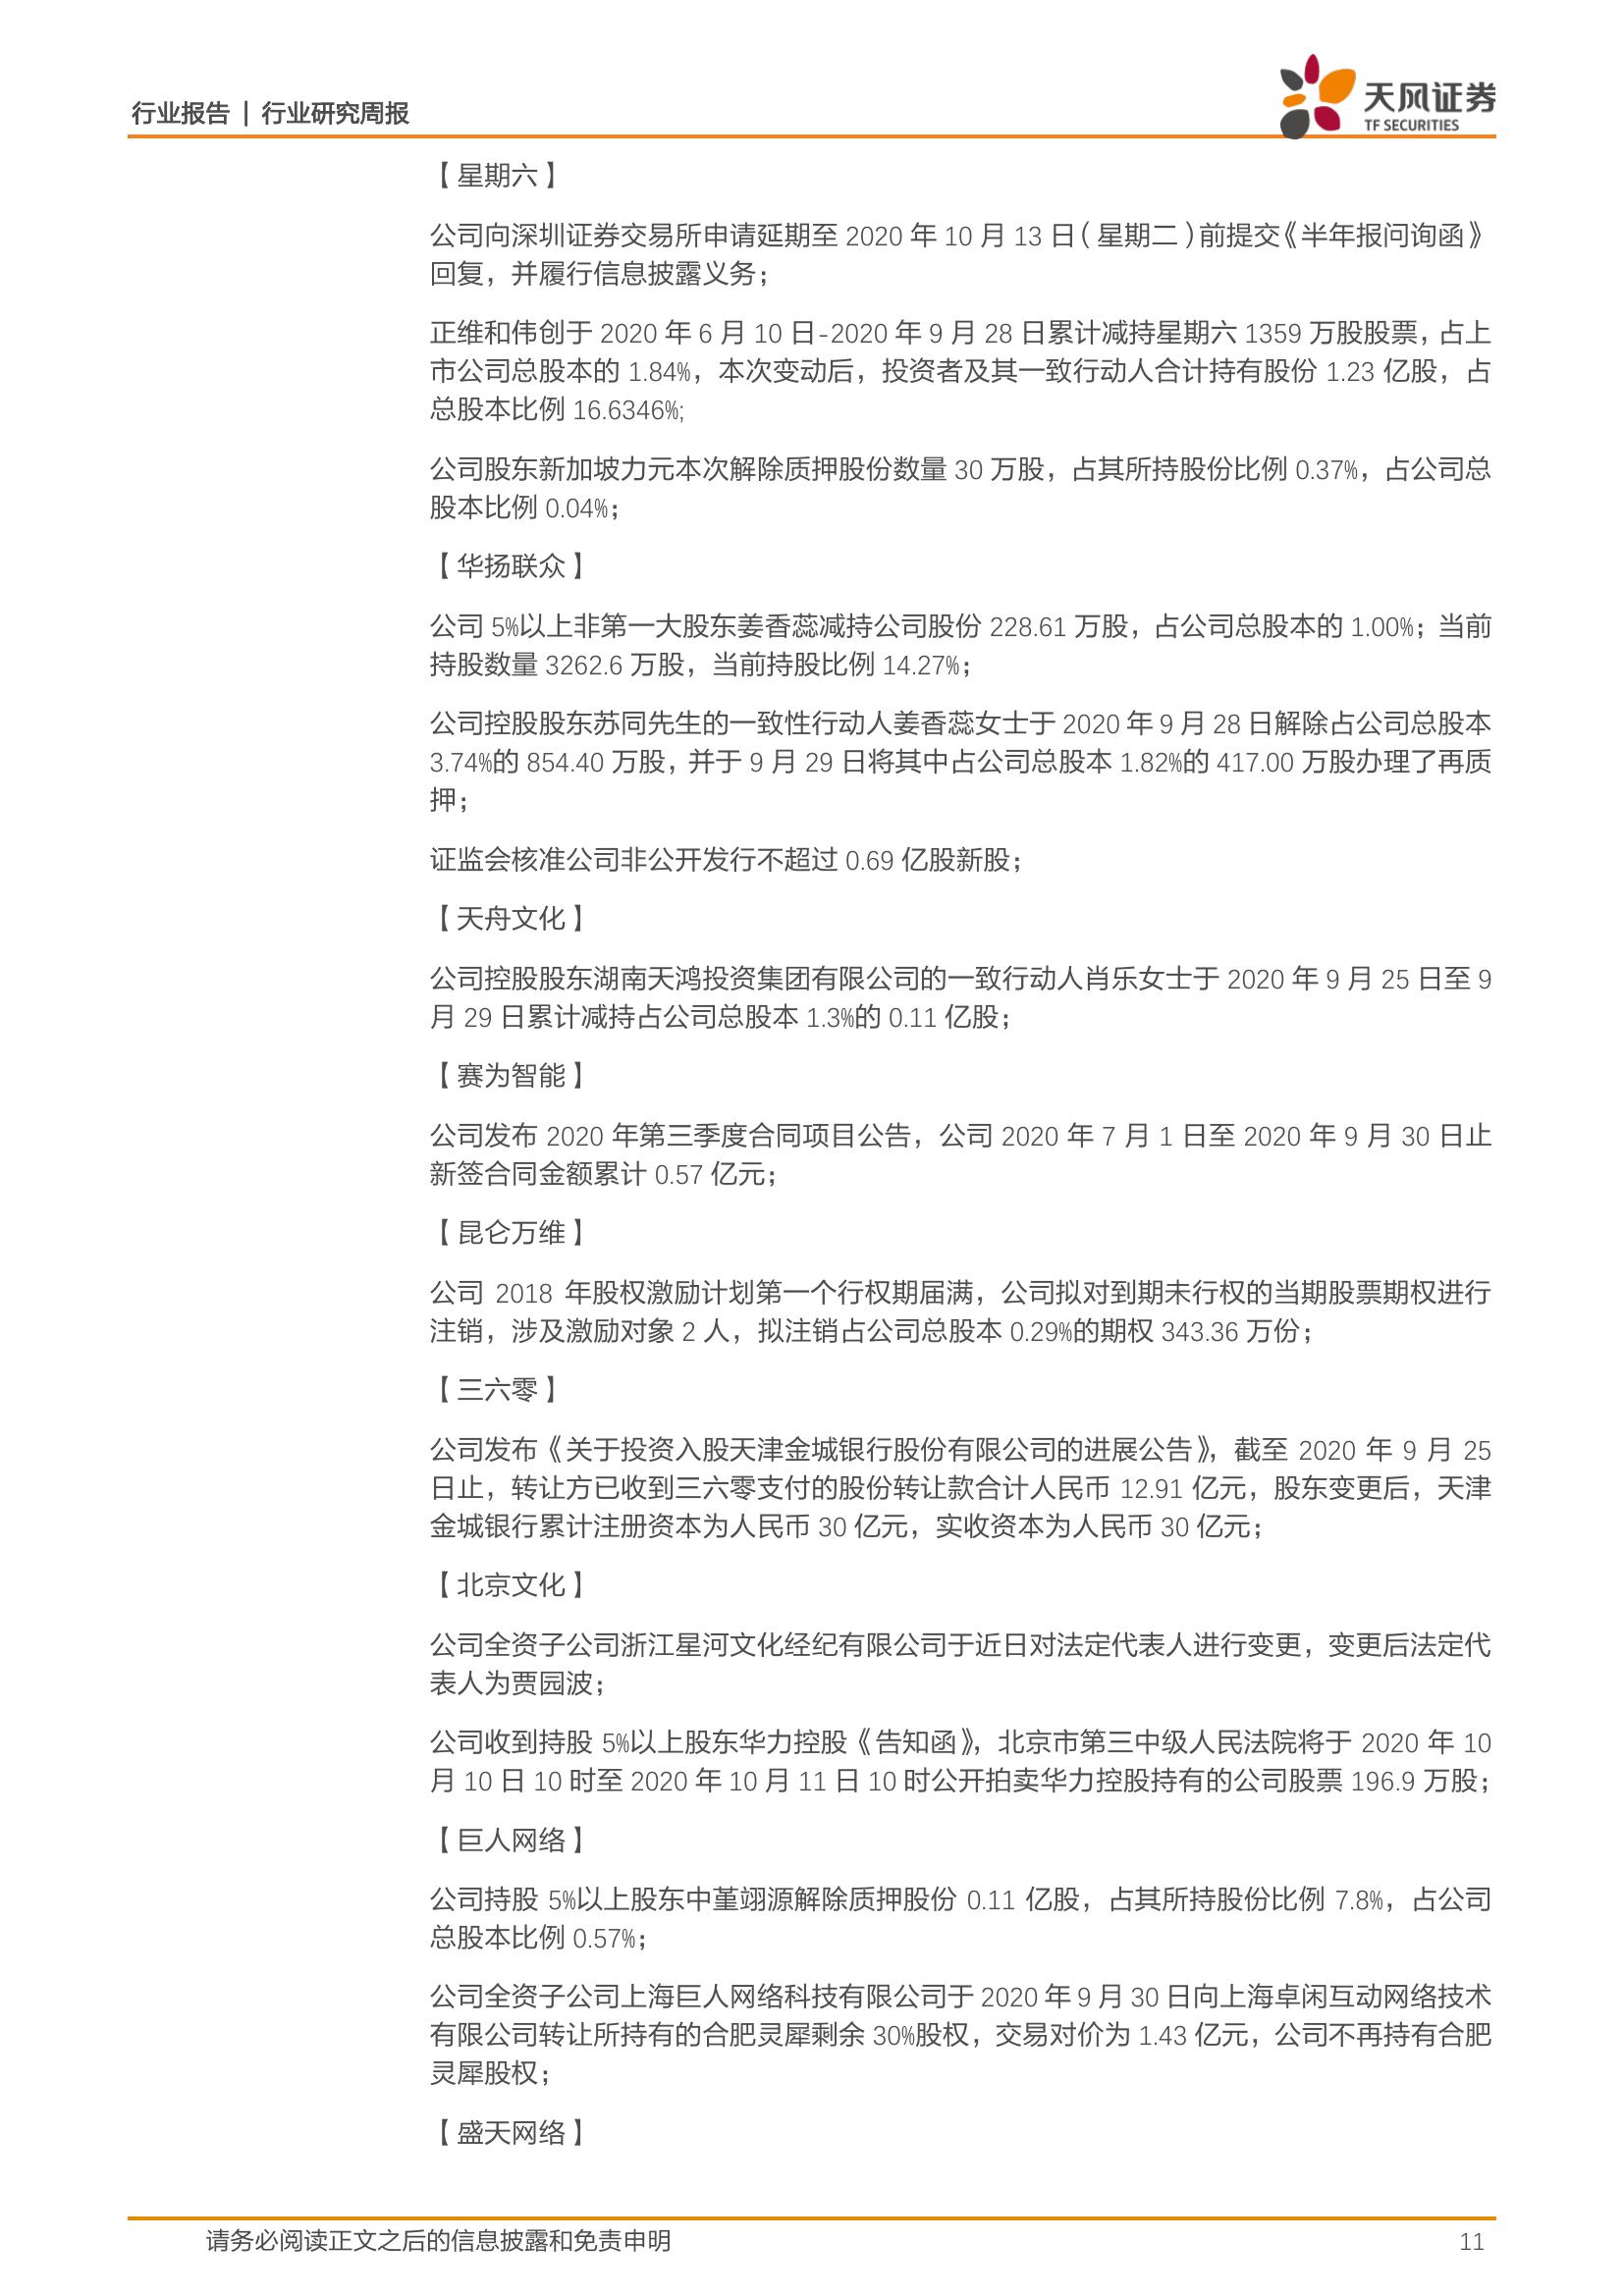 行业报告 | 行业研究周报
天风证券
TF SECURITIES
【星期六】
公司向深圳证券交易所申请延期至 2020 年 10 月 13 日（星期二）前提交《半年报问询函》
回复，并履行信息披露义务；
正维和伟创于 2020 年 6 月 10 日-2020 年 9 月 28 日累计减持星期六 1359 万股股票，占上
市公司总股本的 1.84%，本次变动后，投资者及其一致行动人合计持有股份 1.23 亿股，占
总股本比例 16.6346%;
公司股东新加坡力元本次解除质押股份数量 30 万股，占其所持股份比例 0.37%，占公司总
股本比例 0.04%；
【华扬联众】
公司 5%以上非第一大股东姜香蕊减持公司股份 228.61 万股，占公司总股本的 1.00%；当前
持股数量 3262.6 万股，当前持股比例 14.27%；
公司控股股东苏同先生的一致性行动人姜香蕊女士于 2020 年 9 月 28 日解除占公司总股本
3.74%的 854.40 万股，并于 9 月 29 日将其中占公司总股本 1.82%的 417.00 万股办理了再质
押；
证监会核准公司非公开发行不超过 0.69 亿股新股；
【天舟文化】
公司控股股东湖南天鸿投资集团有限公司的一致行动人肖乐女士于 2020 年 9 月 25 日至 9
月 29 日累计减持占公司总股本 1.3%的 0.11 亿股；
【赛为智能】
公司发布 2020 年第三季度合同项目公告，公司 2020 年 7 月 1 日至 2020 年 9 月 30 日止
新签合同金额累计 0.57 亿元；
【昆仑万维】
公司 2018 年股权激励计划第一个行权期届满，公司拟对到期未行权的当期股票期权进行
注销，涉及激励对象 2 人，拟注销占公司总股本 0.29%的期权 343.36 万份；
【三六零】
公司发布《关于投资入股天津金城银行股份有限公司的进展公告》，截至 2020 年 9 月 25
日止，转让方已收到三六零支付的股份转让款合计人民币 12.91 亿元，股东变更后，天津
金城银行累计注册资本为人民币 30 亿元，实收资本为人民币 30 亿元；
【北京文化】
公司全资子公司浙江星河文化经纪有限公司于近日对法定代表人进行变更，变更后法定代
表人为贾园波；
公司收到持股 5%以上股东华力控股《告知函》，北京市第三中级人民法院将于 2020 年 10
月 10 日 10 时至 2020 年 10 月 11 日 10 时公开拍卖华力控股持有的公司股票 196.9 万股；
【巨人网络】
公司持股 5%以上股东中堇翊源解除质押股份 0.11 亿股，占其所持股份比例 7.8%，占公司
总股本比例 0.57%；
公司全资子公司上海巨人网络科技有限公司于 2020 年 9 月 30 日向上海卓闲互动网络技术
有限公司转让所持有的合肥灵犀剩余 30%股权，交易对价为 1.43 亿元，公司不再持有合肥
灵犀股权；
【盛天网络】
请务必阅读正文之后的信息披露和免责申明
11